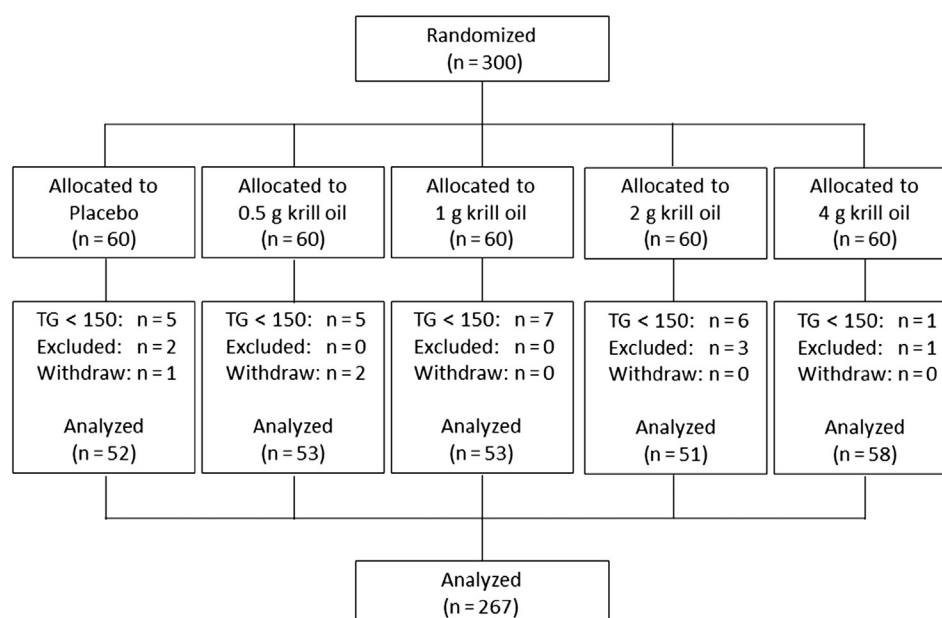 Randomized
(n = 300)
Allocated to
Placebo
(n = 60)
Allocated to
0.5 g krill oil
(n = 60)
Allocated to
1 g krill oil
(n = 60)
Allocated to
2 g krill oil
(n = 60)
Allocated to
4 g krill oil
(n = 60)
TG < 150: n = 5
Excluded: n = 2
Withdraw: n = 1
Analyzed
(n = 52)
TG < 150: n = 5
Excluded: n = 0
Withdraw: n = 2
Analyzed
(n = 53)
TG < 150: n = 7
Excluded: n = 0
Withdraw: n = 0
Analyzed
(n = 53)
TG < 150: n = 6
Excluded: n = 3
Withdraw: n = 0
Analyzed
(n = 51)
TG < 150: n = 1
Excluded: n = 1
Withdraw: n = 0
Analyzed
(n = 58)
Analyzed
(n = 267)